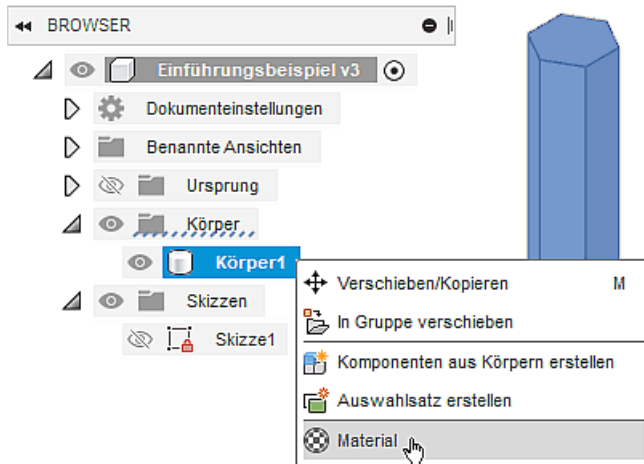 BROWSER
Einführungsbeispiel v3
Dokumenteinstellungen
Benannte Ansichten
Ursprung
Körper
Körper1
Skizzen
Skizze1
Verschieben/Kopieren M
In Gruppe verschieben
Komponenten aus Körpern erstellen
Auswahlsatz erstellen
Material